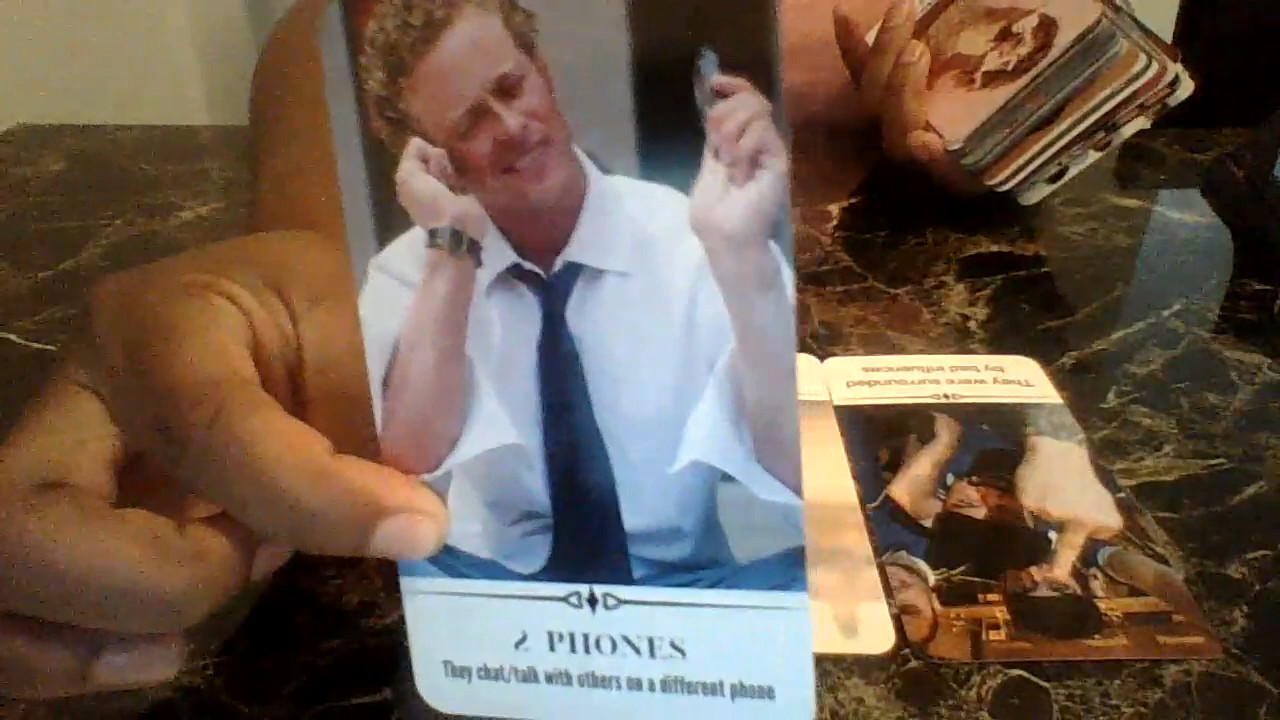 2 PHONES
They chat/talk with others on a different phone
They were surrounded
by bad influences